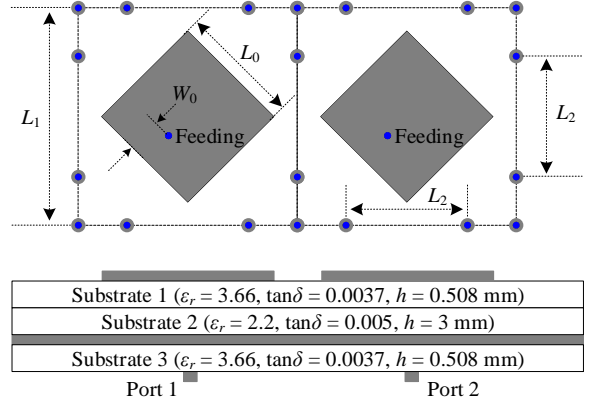 L₀
W₀
L₁
Feeding
Feeding
L₂
L₂
Substrate 1 (εᵣ = 3.66, tanδ = 0.0037, h = 0.508 mm)
Substrate 2 (εᵣ = 2.2, tanδ = 0.005, h = 3 mm)
Substrate 3 (εᵣ = 3.66, tanδ = 0.0037, h = 0.508 mm)
Port 1
Port 2